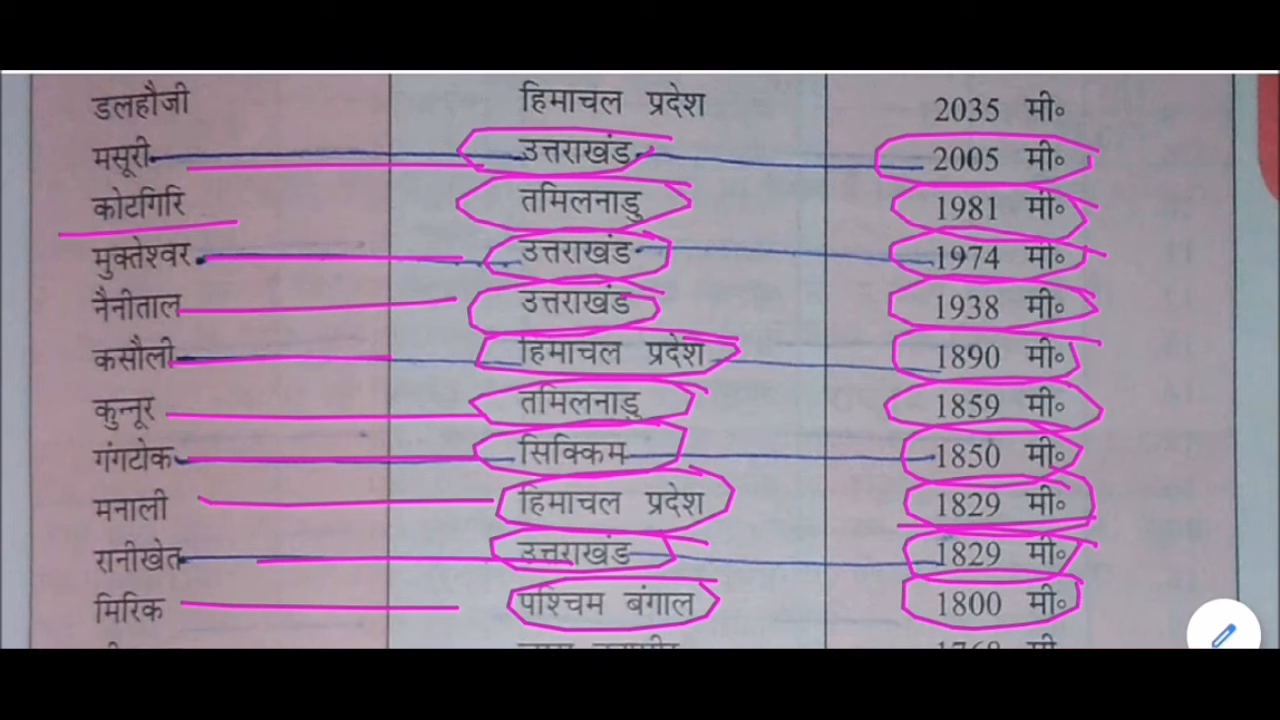 डलहौजी हिमाचल प्रदेश 2035 मी॰
मसूरी उत्तराखंड 2005 मी॰
कोटगिरि तमिलनाडु 1981 मी॰
मुक्तेश्वर उत्तराखंड 1974 मी॰
नैनीताल उत्तराखंड 1938 मी॰
कसौली हिमाचल प्रदेश 1890 मी॰
कुन्नूर तमिलनाडु 1859 मी॰
गंगटोक सिक्किम 1850 मी॰
मनाली हिमाचल प्रदेश 1829 मी॰
रानीखेत उत्तराखंड 1829 मी॰
मिरिक पश्चिम बंगाल 1800 मी॰